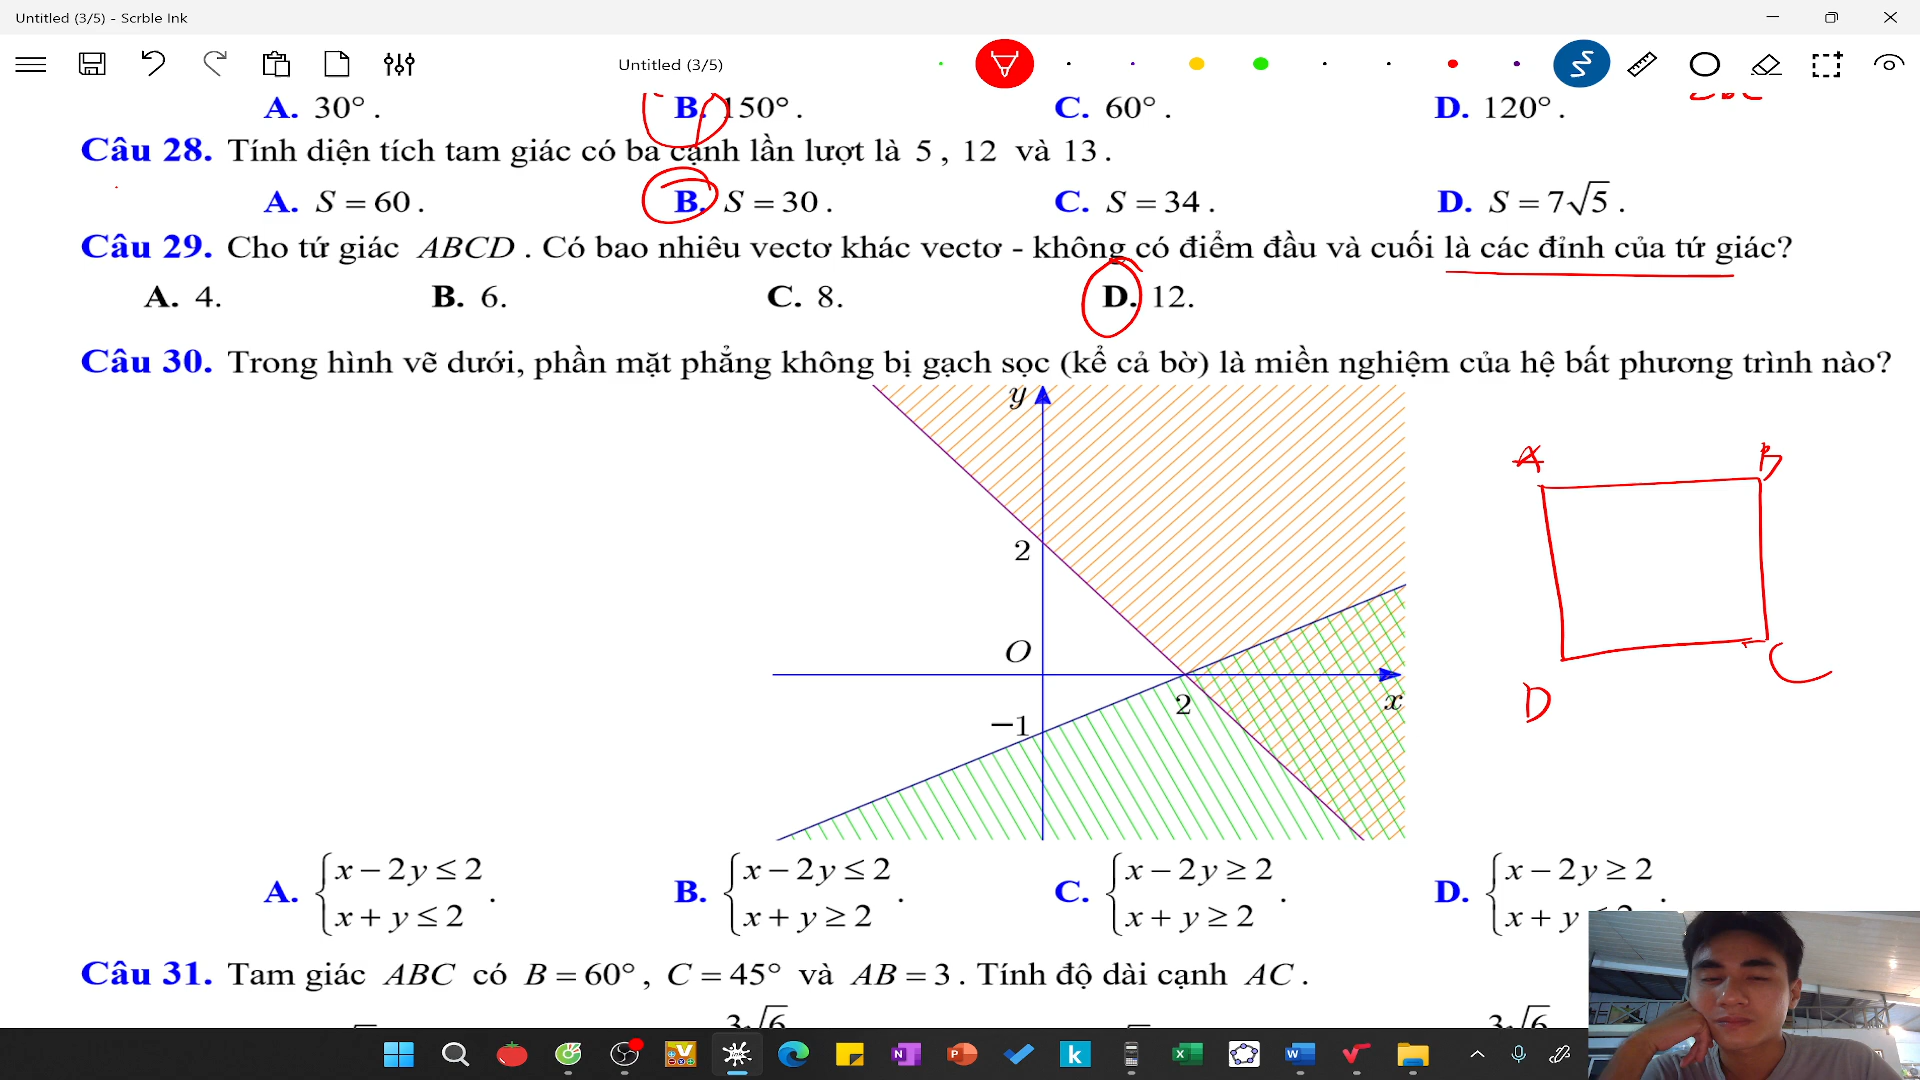 Untitled (3/5) - Scrble Ink
Untitled (3/5)
A. 30°. B. 150°. C. 60°. D. 120°.
Câu 28. Tính diện tích tam giác có ba cạnh lần lượt là 5, 12 và 13.
A. S = 60. B. S = 30. C. S = 34. D. S = 7√5.
Câu 29. Cho tứ giác ABCD. Có bao nhiêu vectơ khác vectơ - không có điểm đầu và cuối là các đỉnh của tứ giác?
A. 4. B. 6. C. 8. D. 12.
Câu 30. Trong hình vẽ dưới, phần mặt phẳng không bị gạch sọc (kể cả bờ) là miền nghiệm của hệ bất phương trình nào?
y
A B
2
O
2 x
−1
D C
A. {x − 2y ≤ 2 B. {x − 2y ≤ 2 C. {x − 2y ≥ 2 D. {x − 2y ≥ 2
x + y ≤ 2. x + y ≥ 2. x + y ≥ 2. x + y
Câu 31. Tam giác ABC có B = 60°, C = 45° và AB = 3. Tính độ dài cạnh AC.
3√6 3√6